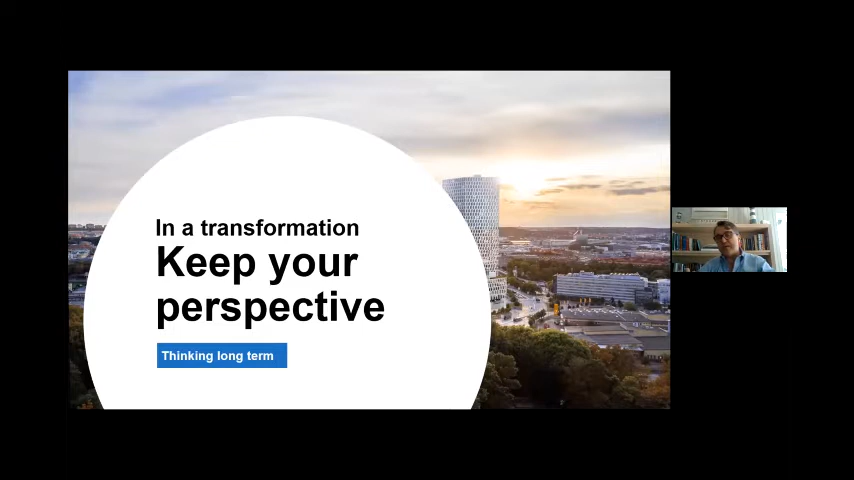 In a transformation
Keep your
perspective
Thinking long term